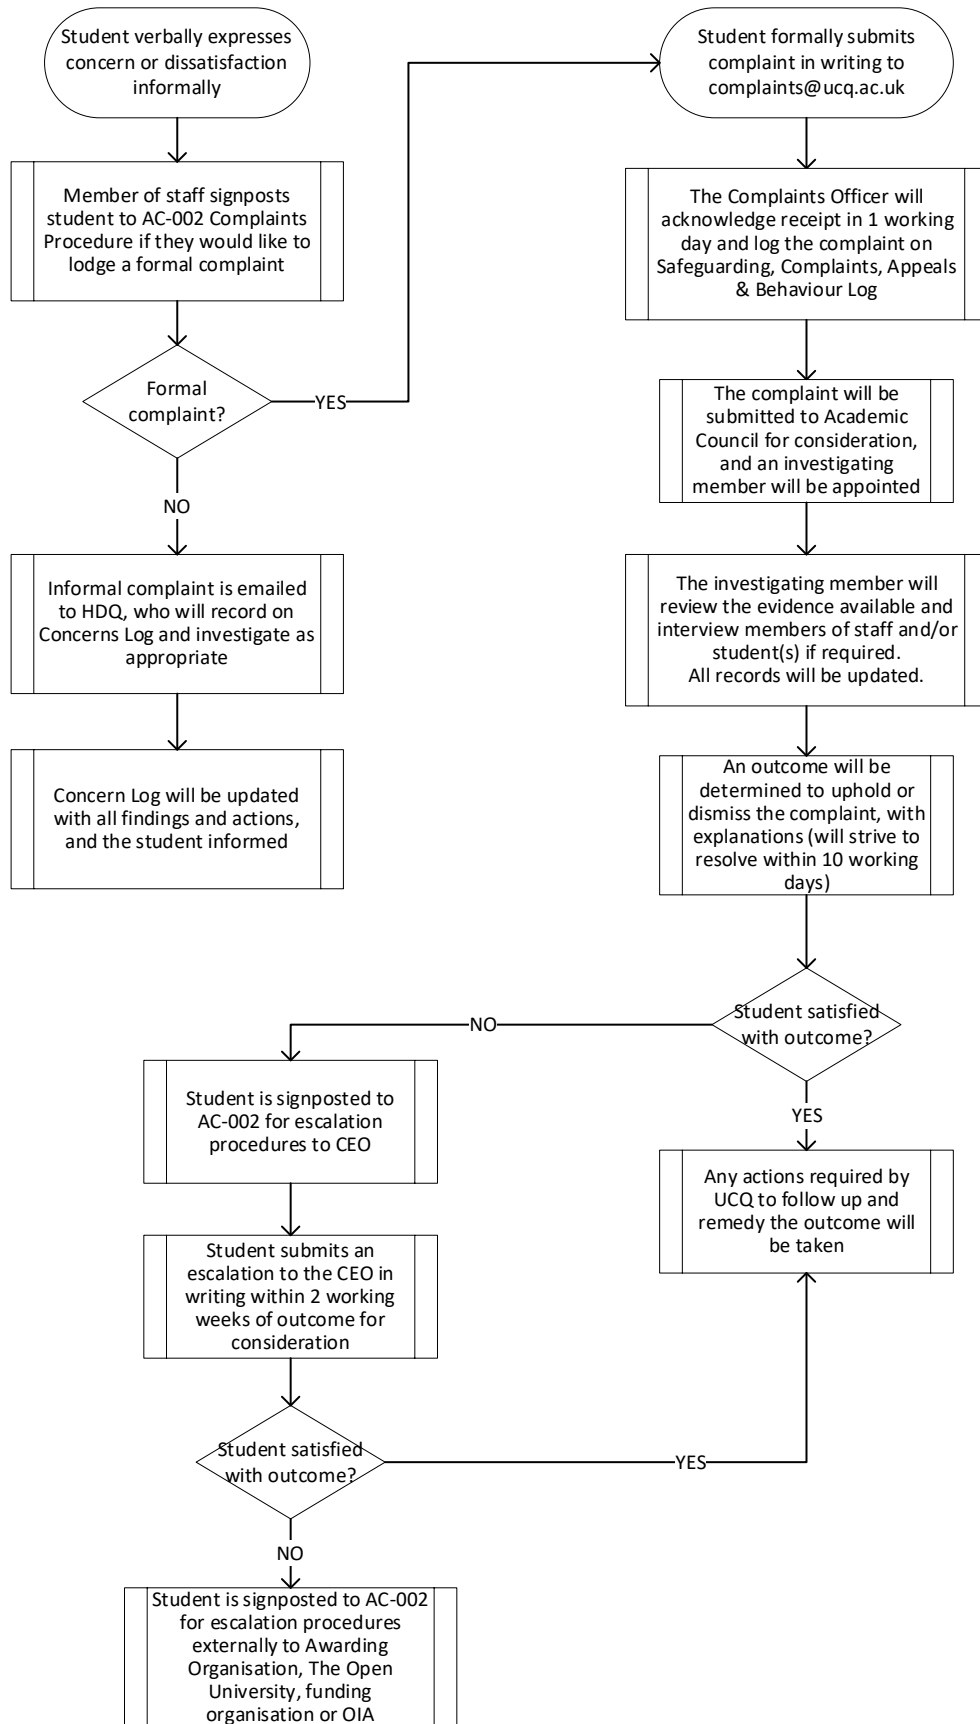 Student verbally expresses
concern or dissatisfaction
informally
Member of staff signposts
student to AC-002 Complaints
Procedure if they would like to
lodge a formal complaint
Formal
complaint?
YES
NO
Informal complaint is emailed
to HDQ, who will record on
Concerns Log and investigate as
appropriate
Concern Log will be updated
with all findings and actions,
and the student informed
Student formally submits
complaint in writing to
complaints@ucq.ac.uk
The Complaints Officer will
acknowledge receipt in 1 working
day and log the complaint on
Safeguarding, Complaints, Appeals
& Behaviour Log
The complaint will be
submitted to Academic
Council for consideration,
and an investigating
member will be appointed
The investigating member will
review the evidence available and
interview members of staff and/or
student(s) if required.
All records will be updated.
An outcome will be
determined to uphold or
dismiss the complaint, with
explanations (will strive to
resolve within 10 working
days)
Student satisfied
with outcome?
NO
YES
Student is signposted to
AC-002 for escalation
procedures to CEO
Any actions required by
UCQ to follow up and
remedy the outcome will
be taken
Student submits an
escalation to the CEO in
writing within 2 working
weeks of outcome for
consideration
Student satisfied
with outcome?
YES
NO
Student is signposted to AC-002
for escalation procedures
externally to Awarding
Organisation, The Open
University, funding
organisation or OIA